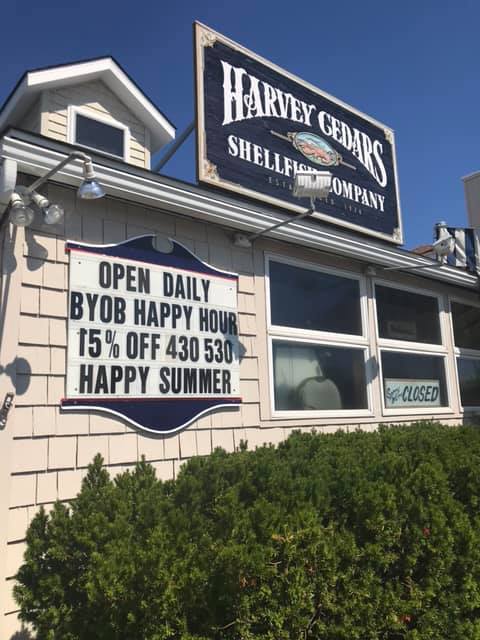 HARVEY CEDARS
SHELLFISH COMPANY
OPEN DAILY
BYOB HAPPY HOUR
15% OFF 430 530
HAPPY SUMMER
CLOSED